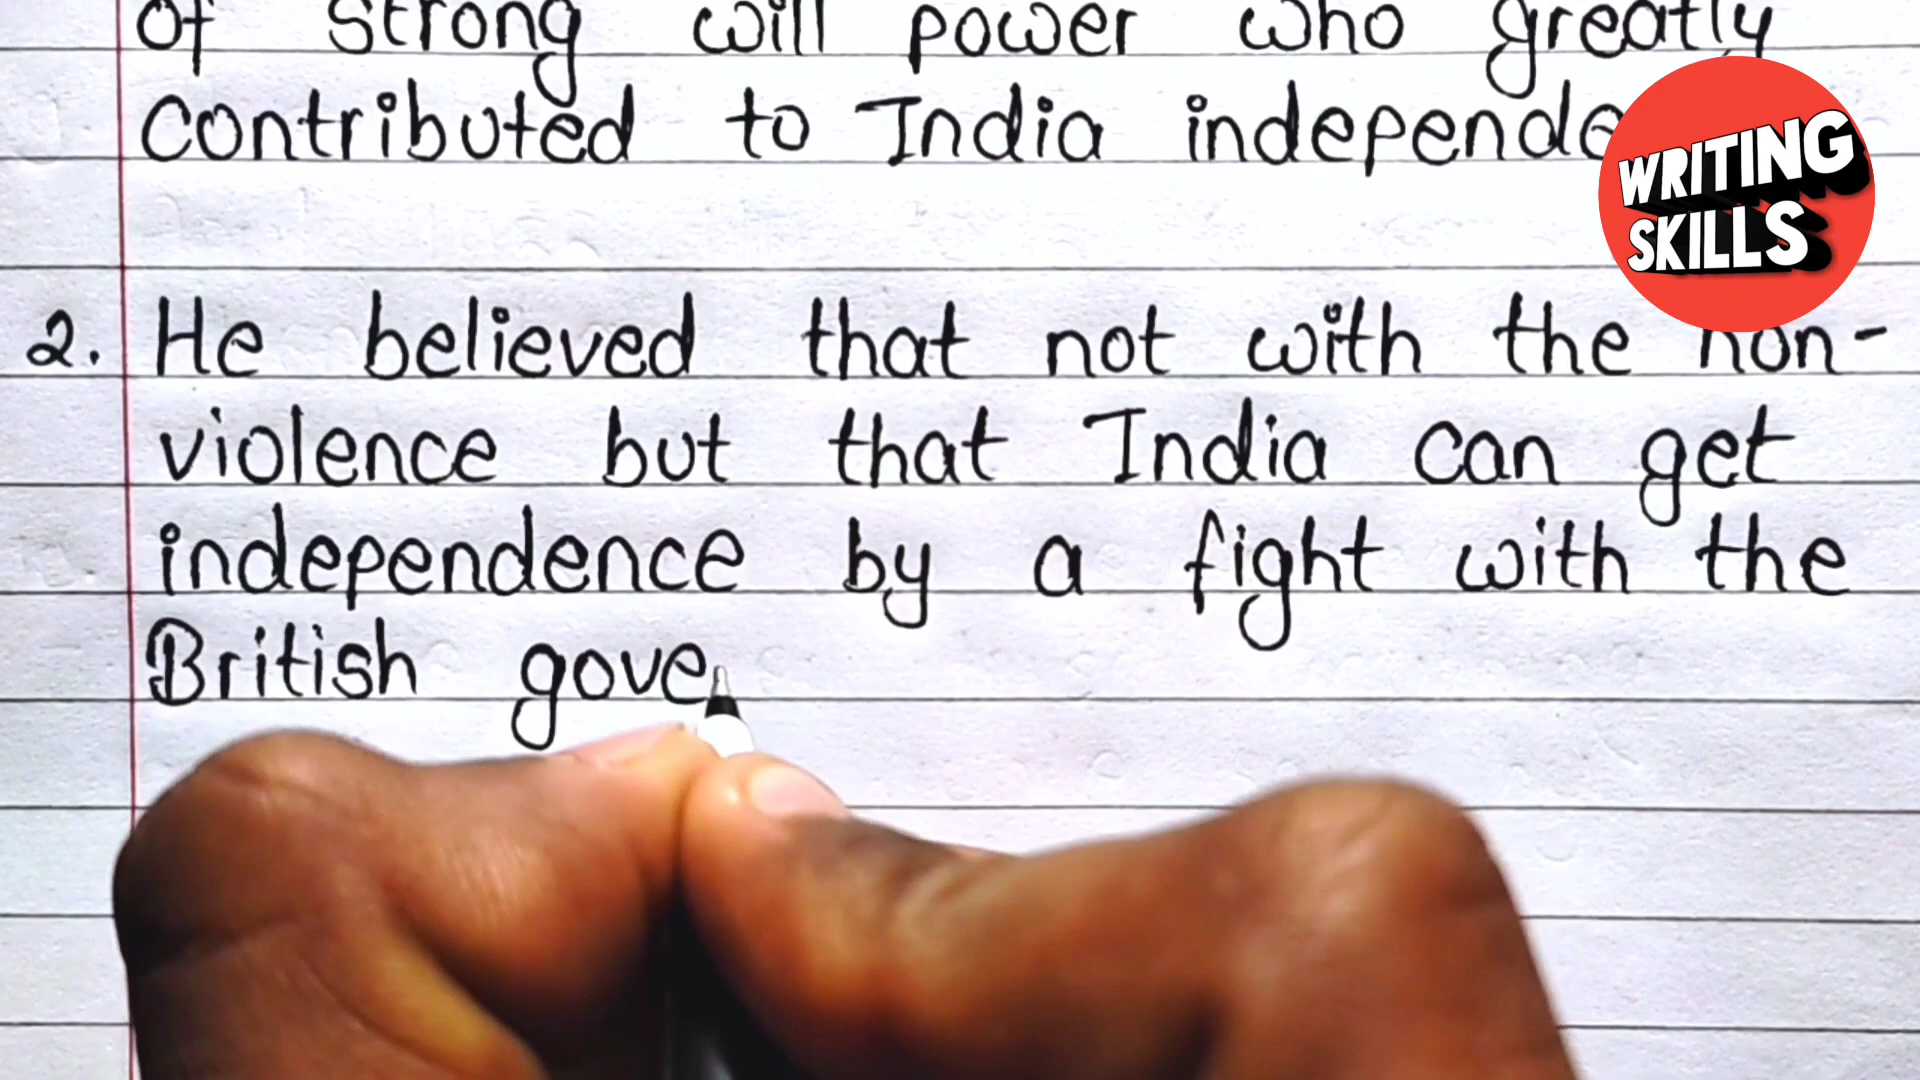 of strong will power who greatly
contributed to India independe
WRITING
SKILLS
2. He believed that not with the non-
violence but that India can get
independence by a fight with the
British gove